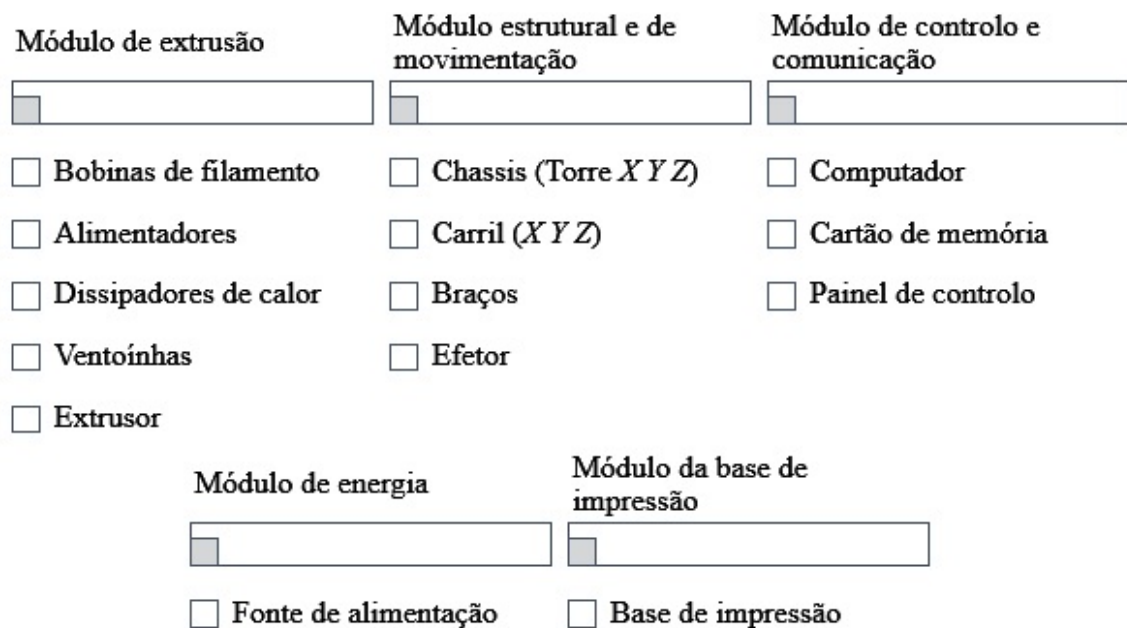 Módulo de extrusão
Módulo estrutural e de
movimentação
Módulo de controlo e
comunicação
Bobinas de filamento
Chassis (Torre X Y Z)
Computador
Alimentadores
Carril (X Y Z)
Cartão de memória
Dissipadores de calor
Braços
Painel de controlo
Ventoínhas
Efetor
Extrusor
Módulo de energia
Módulo da base de
impressão
Fonte de alimentação
Base de impressão